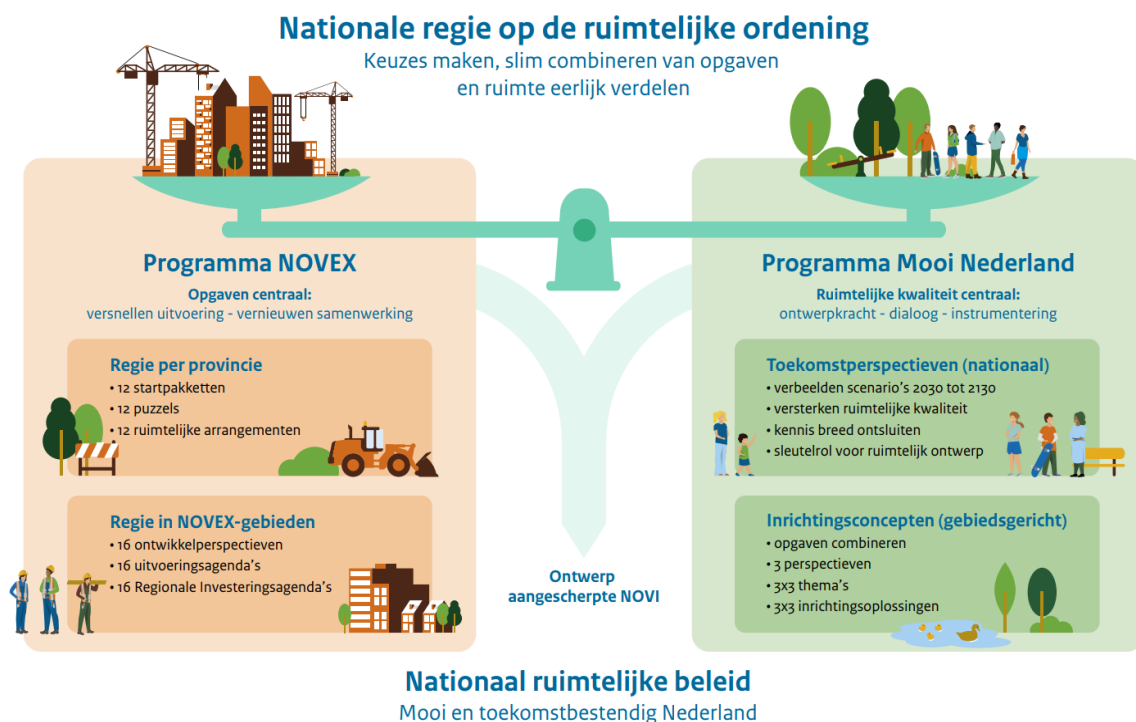 Nationale regie op de ruimtelijke ordening
Keuzes maken, slim combineren van opgaven
en ruimte eerlijk verdelen
Programma NOVEX
Opgaven centraal:
versnellen uitvoering - vernieuwen samenwerking
Regie per provincie
• 12 startpakketten
• 12 puzzels
• 12 ruimtelijke arrangementen
Regie in NOVEX-gebieden
• 16 ontwikkelperspectieven
• 16 uitvoeringsagenda's
• 16 Regionale Investeringsagenda's
Ontwerp
aangescherpte NOVI
Programma Mooi Nederland
Ruimtelijke kwaliteit centraal:
ontwerpkracht - dialoog - instrumentering
Toekomstperspectieven (nationaal)
• verbeelden scenario's 2030 tot 2130
• versterken ruimtelijke kwaliteit
• kennis breed ontsluiten
• sleutelrol voor ruimtelijk ontwerp
Inrichtingsconcepten (gebiedsgericht)
• opgaven combineren
• 3 perspectieven
• 3x3 thema's
• 3x3 inrichtingsoplossingen
Nationaal ruimtelijke beleid
Mooi en toekomstbestendig Nederland